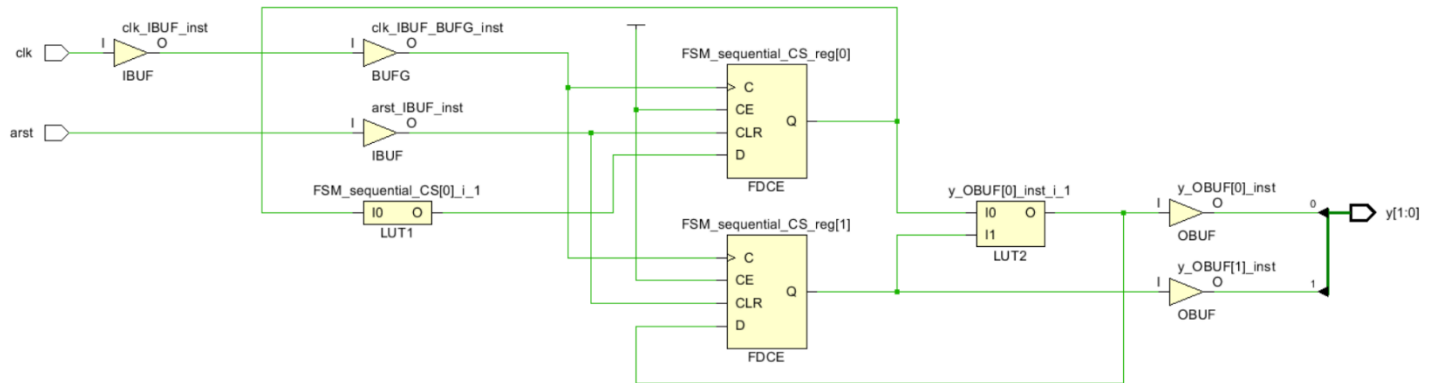 clk
clk_IBUF_inst
I
O
IBUF
clk_IBUF_BUFG_inst
I
O
BUFG
arst
arst_IBUF_inst
I
O
IBUF
FSM_sequential_CS[0]_i_1
I0
O
LUT1
FSM_sequential_CS_reg[0]
C
CE
CLR
D
Q
FDCE
FSM_sequential_CS_reg[1]
C
CE
CLR
D
Q
FDCE
y_OBUF[0]_inst_i_1
I0
O
I1
LUT2
y_OBUF[0]_inst
I
O
OBUF
y_OBUF[1]_inst
I
O
OBUF
0
1
y[1:0]